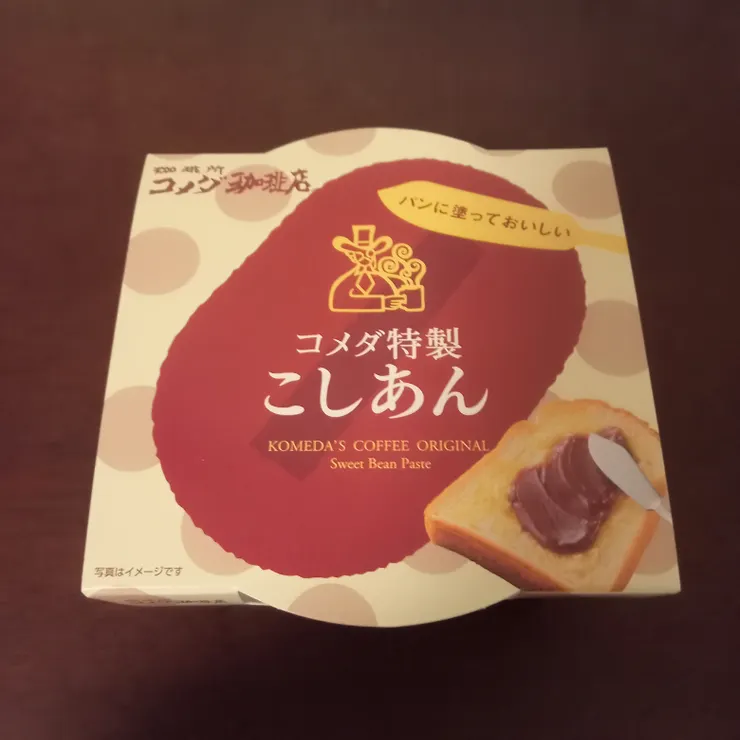 珈琲所
コメダ珈琲店
パンに塗っておいしい
コメダ特製
こしあん
KOMEDA'S COFFEE ORIGINAL
Sweet Bean Paste
写真はイメージです